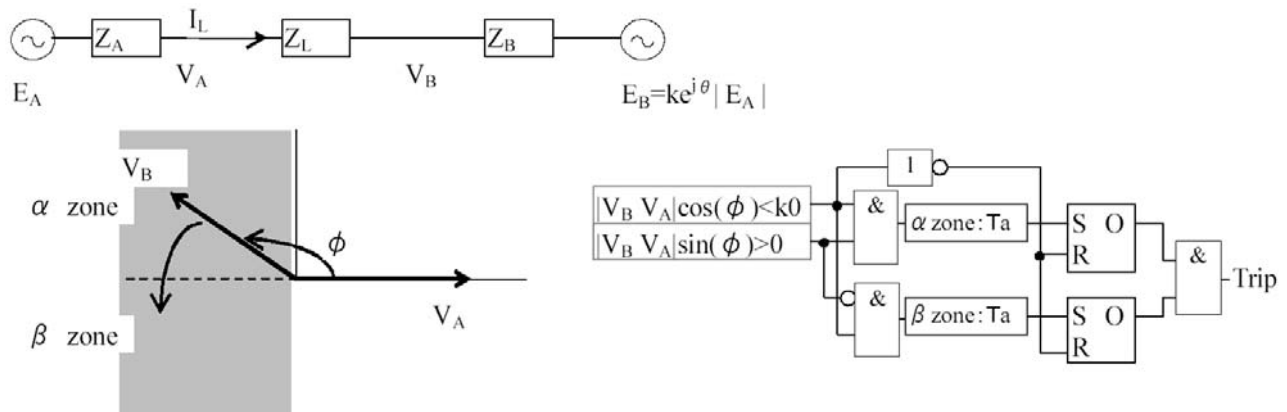 I_L
Z_A Z_L Z_B
V_A V_B
E_A
E_B=ke^{jθ}|E_A|
V_B
α zone
φ
V_A
β zone
1
|V_B V_A|cos(φ)<k0
|V_B V_A|sin(φ)>0
&
α zone:Ta
S O
R
&
Trip
&
β zone:Ta
S O
R